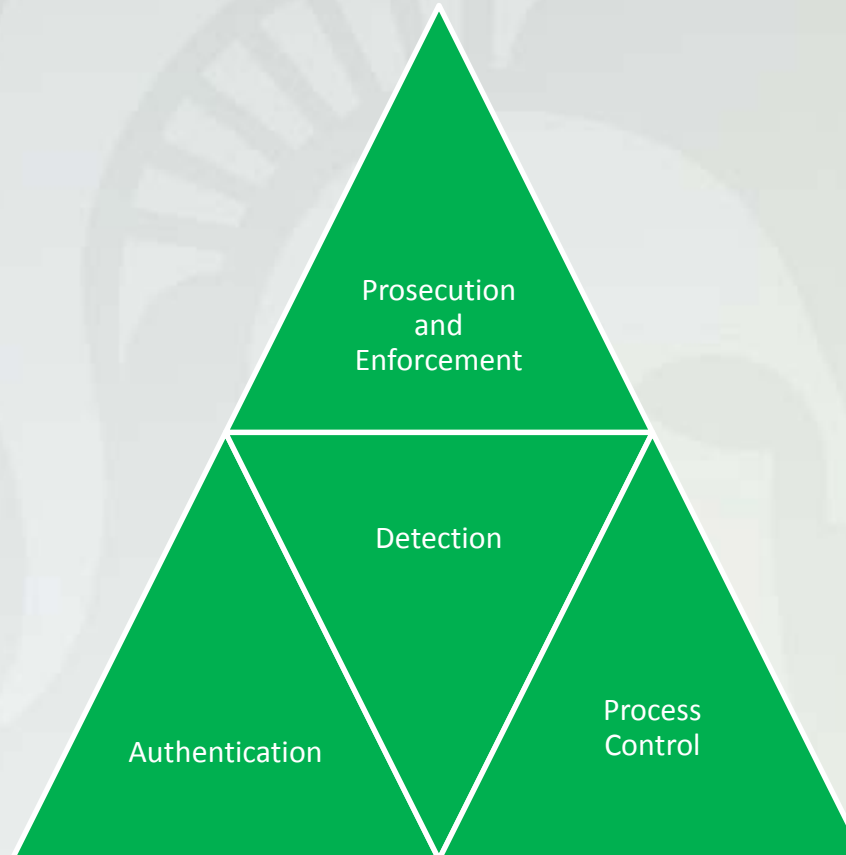 Prosecution
and
Enforcement
Detection
Authentication
Process
Control